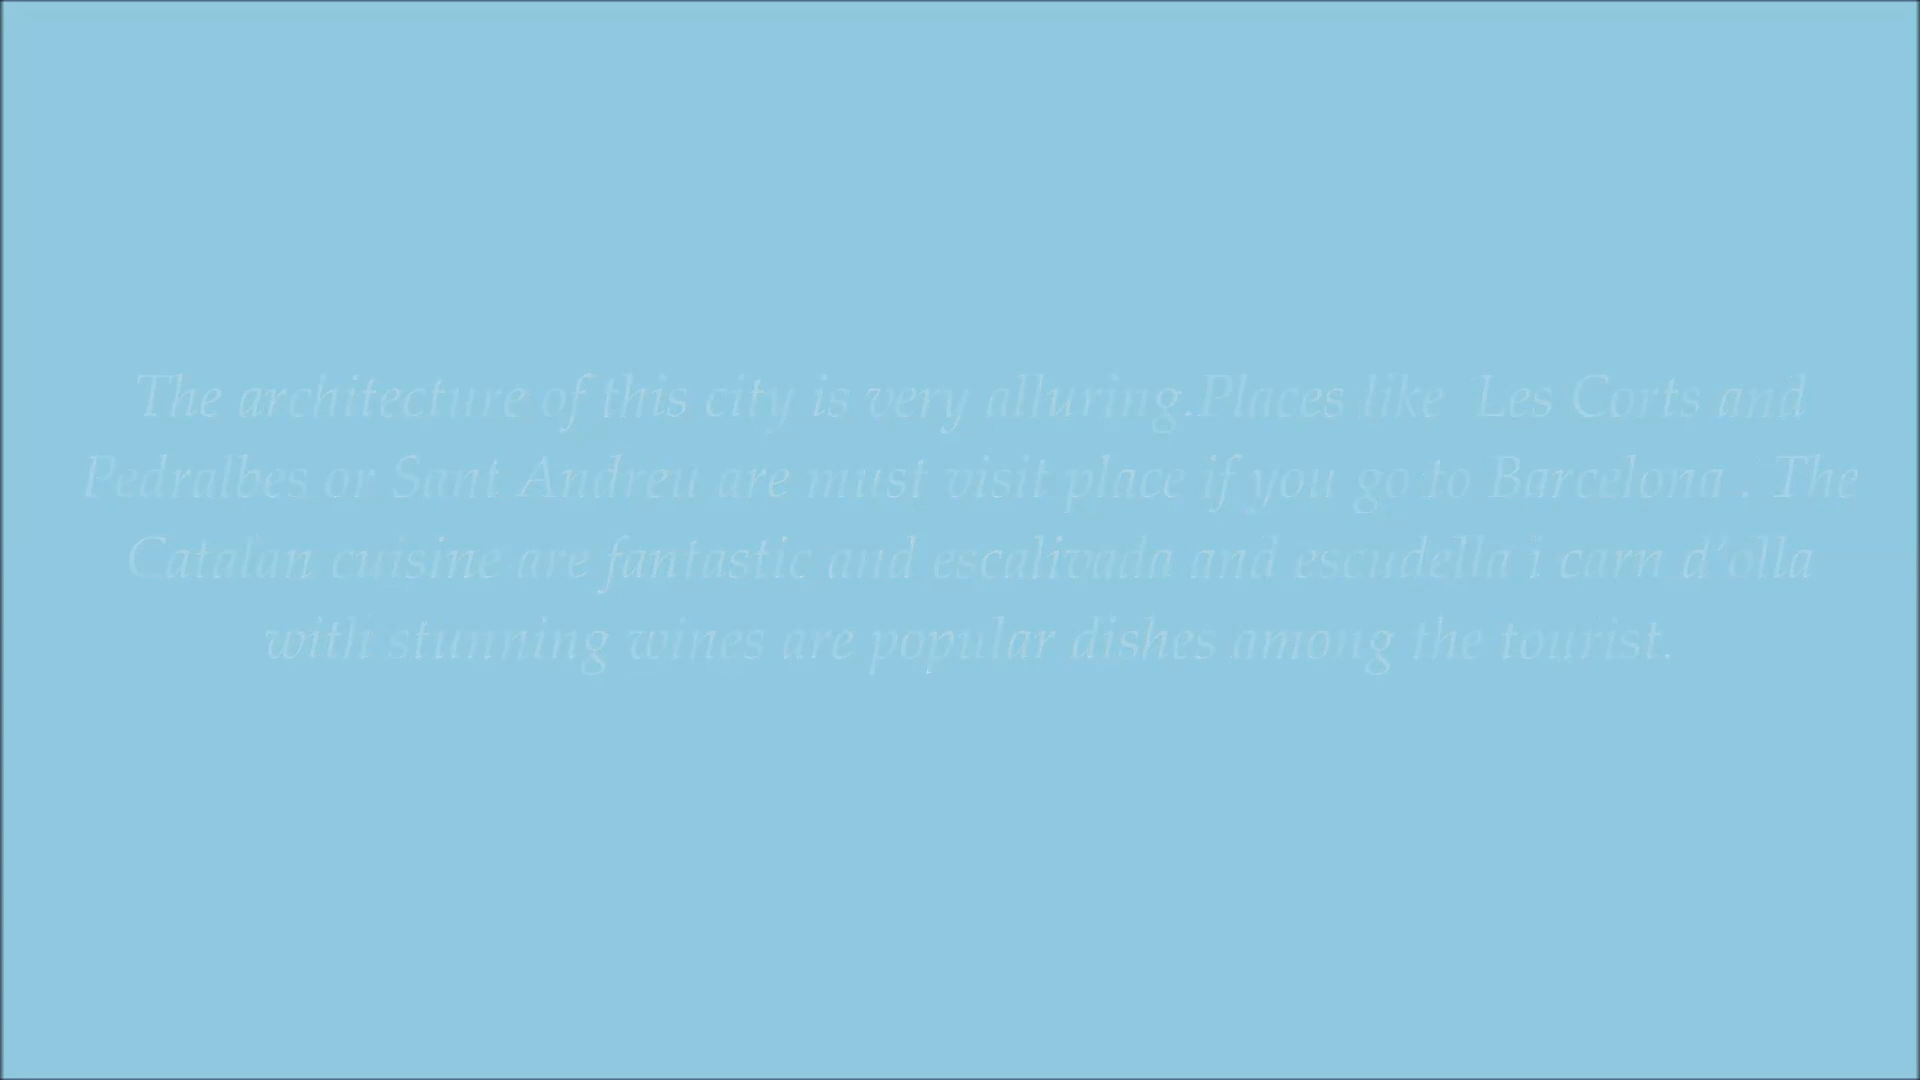 The architecture of this city is very alluring.Places like  Les Corts and
Pedralbes or Sant Andreu are must visit place if you go to Barcelona . The
Catalan cuisine are fantastic and escalivada and escudella i carn d’olla
with stunning wines are popular dishes among the tourist.